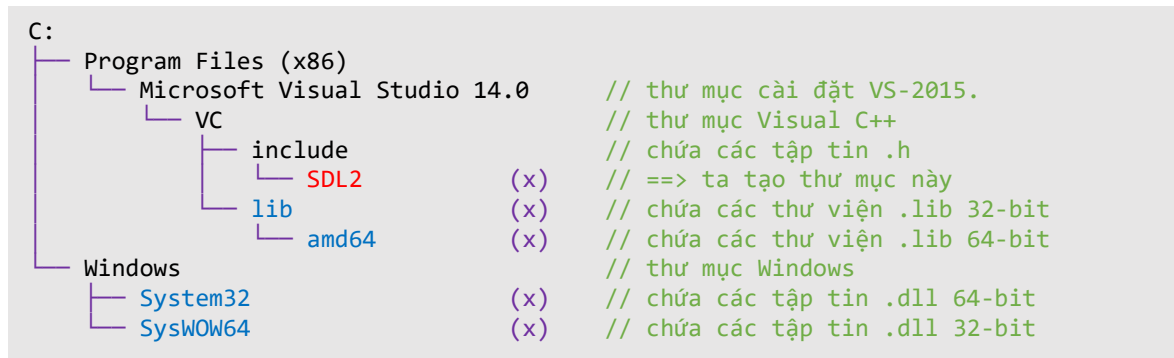 C:
├── Program Files (x86)
│   └── Microsoft Visual Studio 14.0 // thư mục cài đặt VS-2015.
│       └── VC // thư mục Visual C++
│           ├── include // chứa các tập tin .h
│           │   └── SDL2 (x) // ==> ta tạo thư mục này
│           └── lib (x) // chứa các thư viện .lib 32-bit
│               └── amd64 (x) // chứa các thư viện .lib 64-bit
└── Windows // thư mục Windows
    ├── System32 (x) // chứa các tập tin .dll 64-bit
    └── SysWOW64 (x) // chứa các tập tin .dll 32-bit